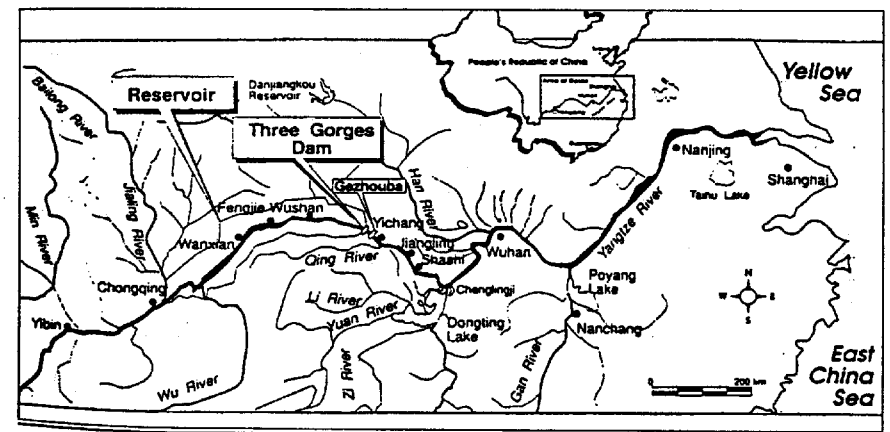 People's Republic of China
Yellow
Sea
Danjiangkou
Reservoir
Reservoir
Three Gorges
Dam
Gezhouba
Bailong River
Jialing River
Min River
Han River
Fengjie Wushan
Wanxian
Yichang
Jiangling
Shashi
Wuhan
Qing River
Chongqing
Chenglingji
Li River
Yuan River
Yibin
Dongting
Lake
Wu River
Zi River
Gan River
Yangtze River
Nanjing
Taihu Lake
Shanghai
Poyang
Lake
Nanchang
N
W
E
S
0 200 km
East
China
Sea